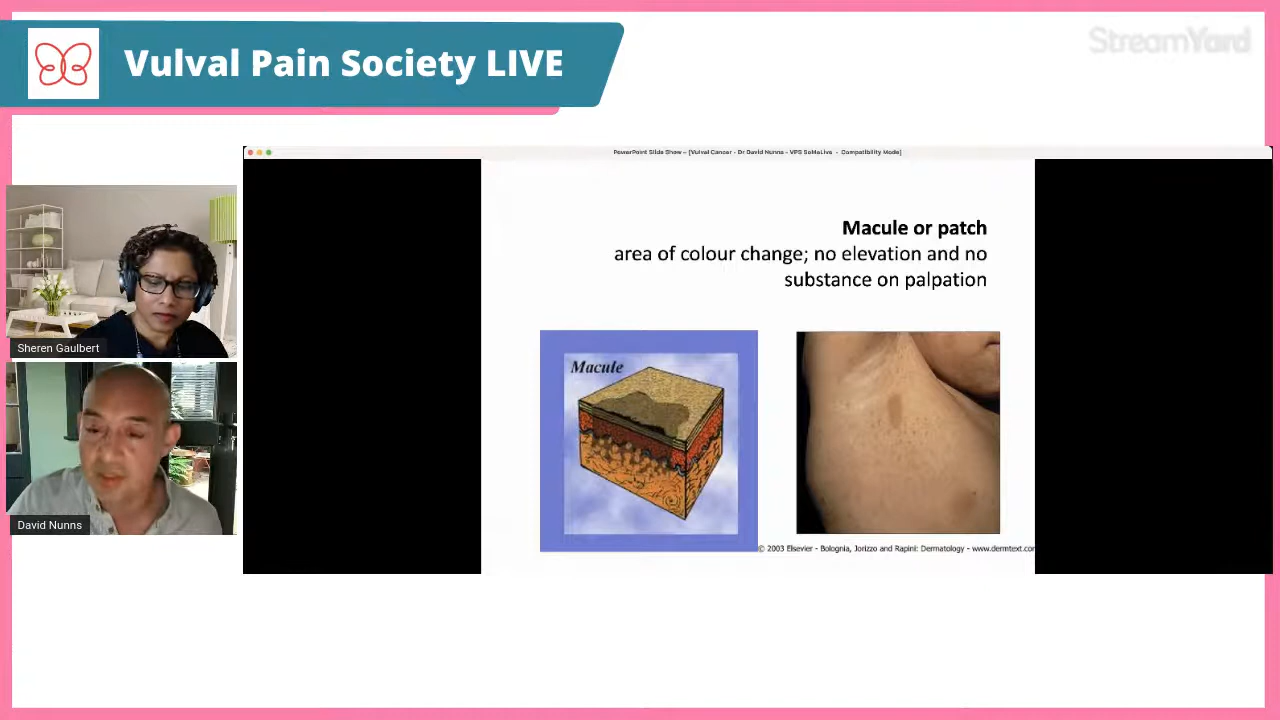 Vulval Pain Society LIVE
StreamYard
PowerPoint Slide Show - [Vulval Cancer - Dr David Nunns - VPS SoMeLive - Compatibility Mode]
Macule or patch
area of colour change; no elevation and no
substance on palpation
Macule
© 2003 Elsevier - Bolognia, Jorizzo and Rapini: Dermatology - www.dermtext.com
Sheren Gaulbert
David Nunns